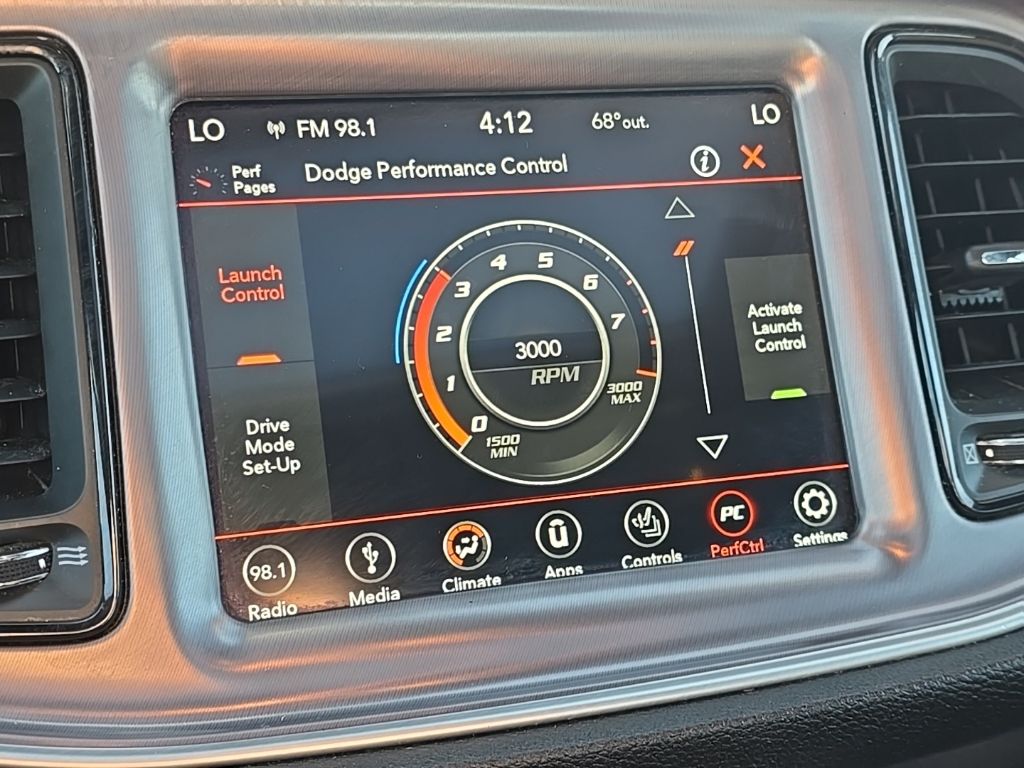 LO FM 98.1 4:12 68° out. LO
Perf
Pages
Dodge Performance Control
i
Launch
Control
Drive
Mode
Set-Up
0
1
2
3
4
5
6
7
3000
RPM
1500
MIN
3000
MAX
Activate
Launch
Control
98.1
PC
Radio
Media
Climate
Apps
Controls
PerfCtrl
Settings